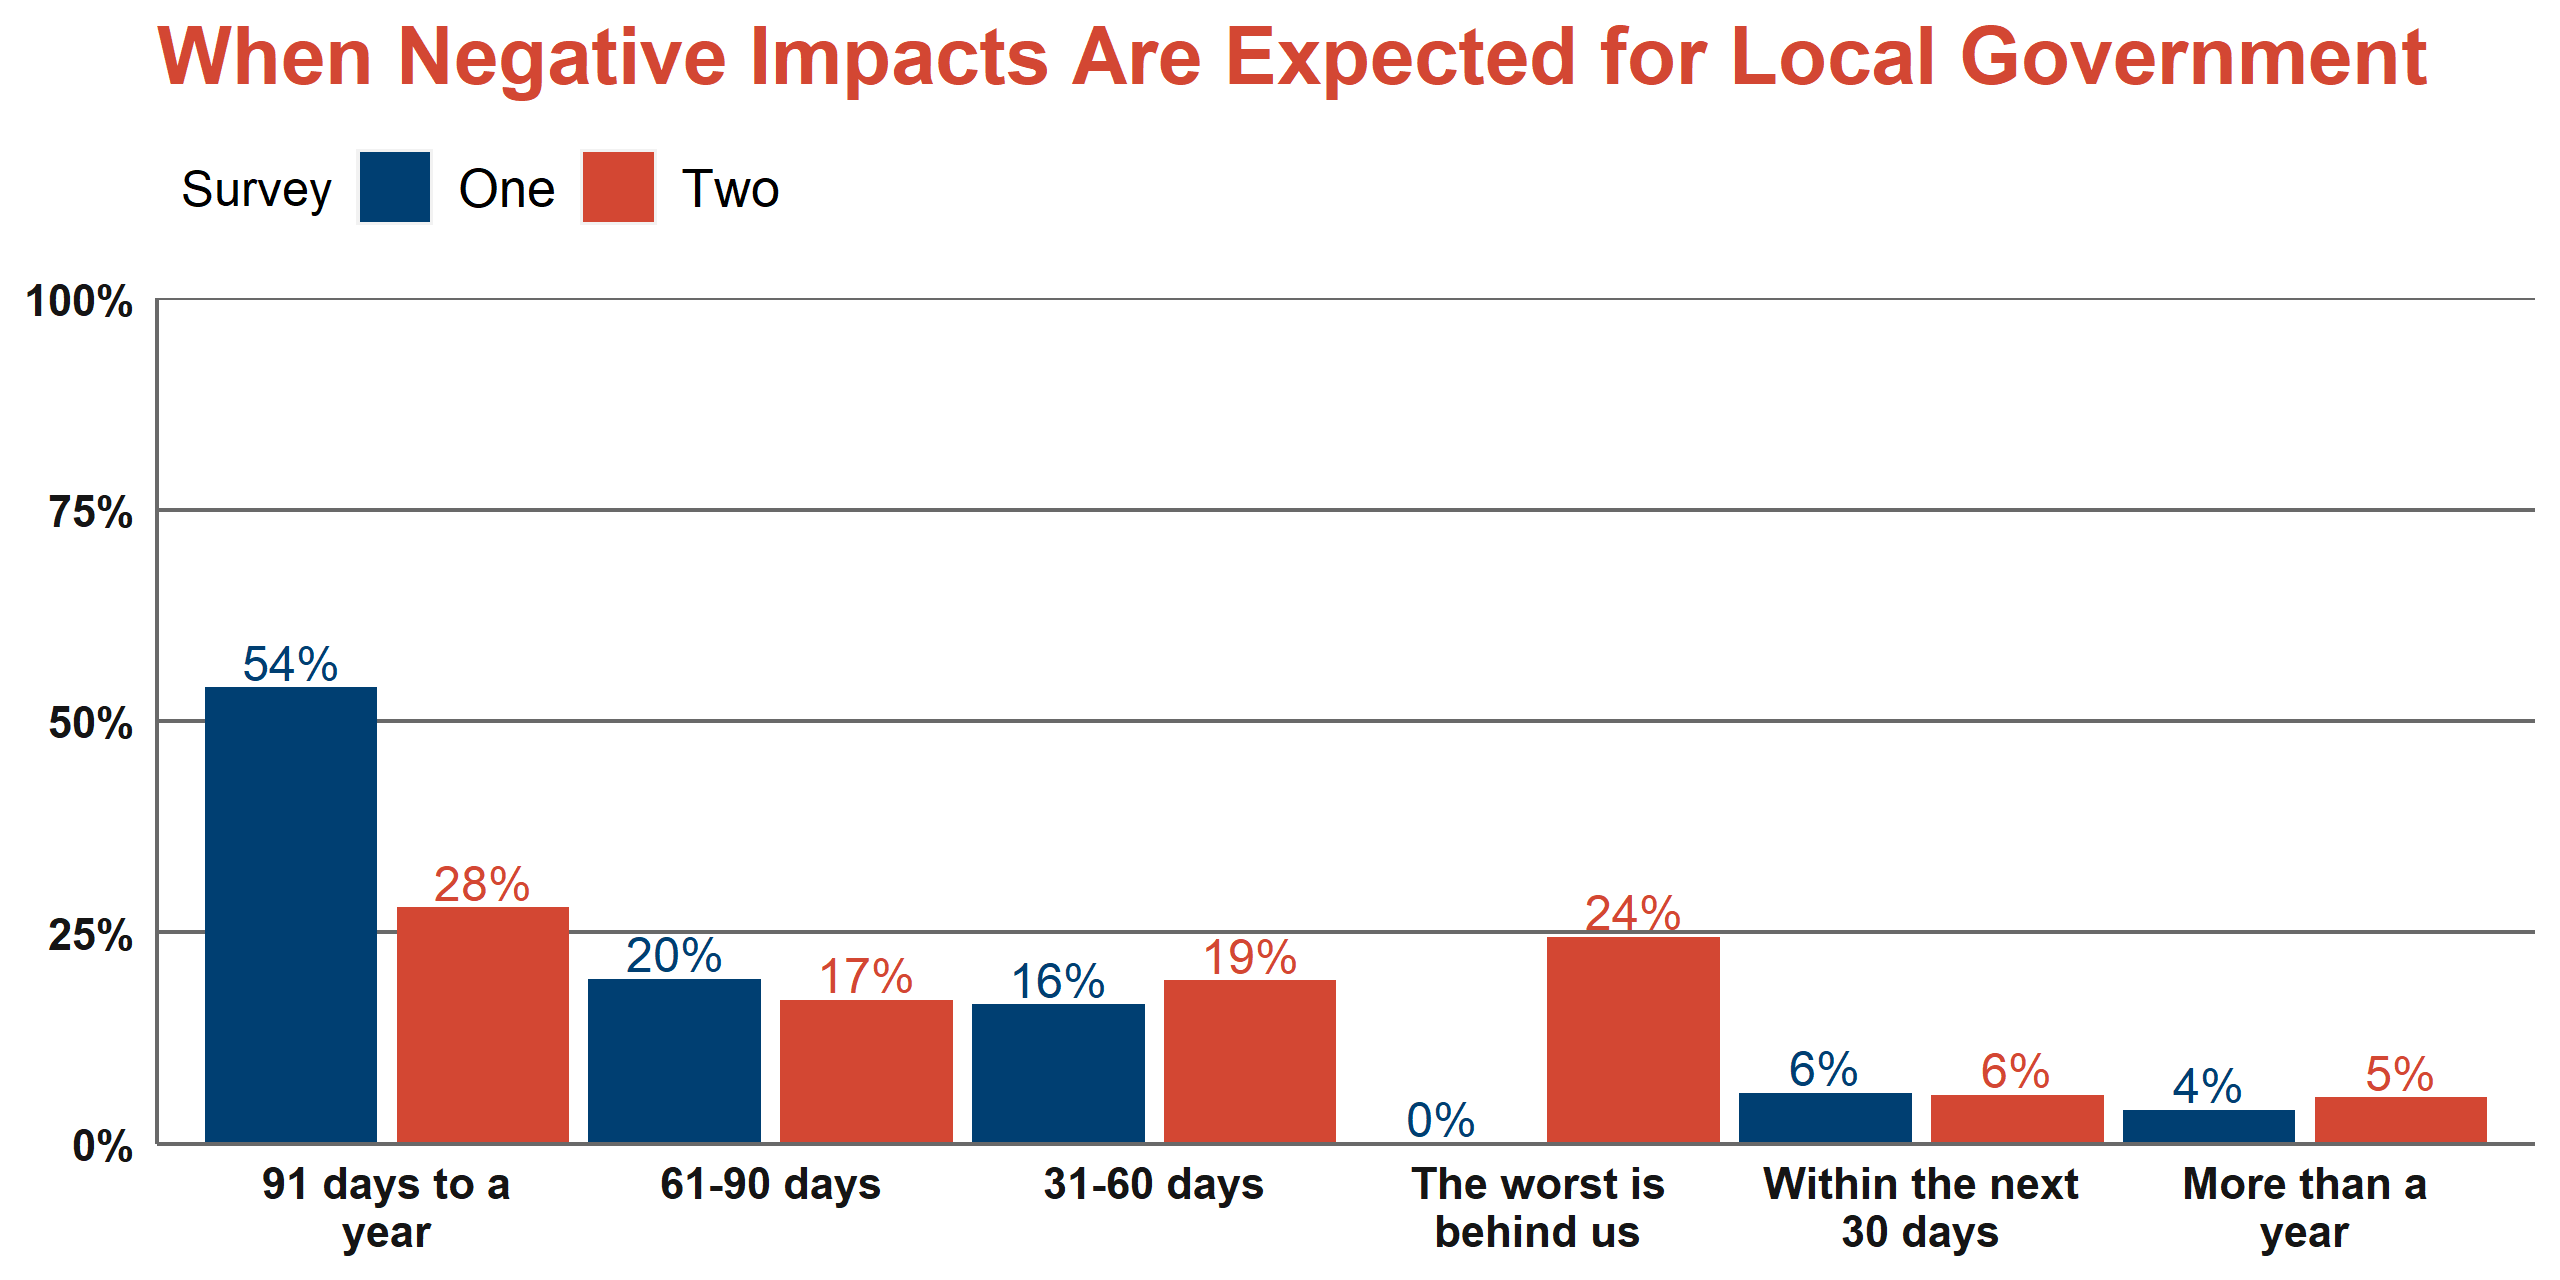 When Negative Impacts Are Expected for Local Government
Survey One Two
100%
75%
50%
25%
0%
54%
28%
20%
17%
16%
19%
0%
24%
6%
6%
4%
5%
91 days to a
year
61-90 days
31-60 days
The worst is
behind us
Within the next
30 days
More than a
year